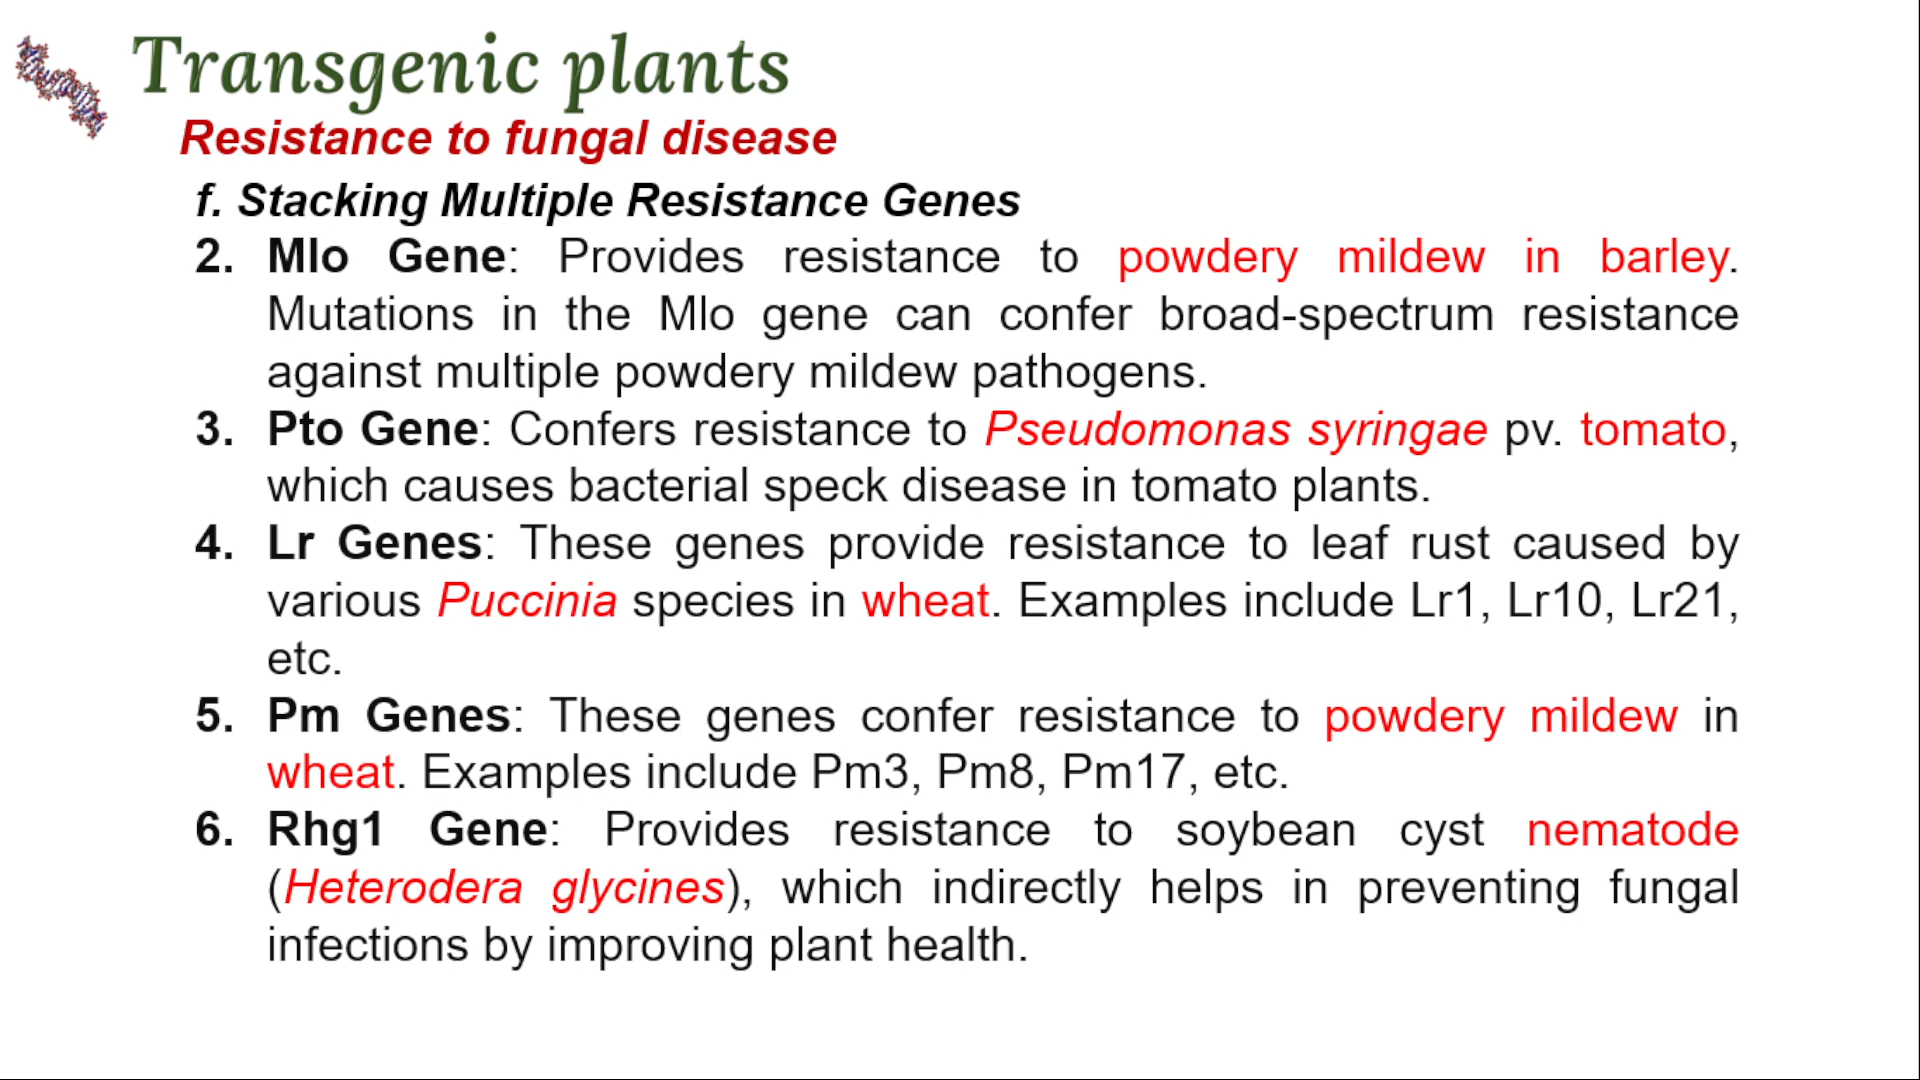 Transgenic plants
Resistance to fungal disease
f. Stacking Multiple Resistance Genes
2. Mlo Gene: Provides resistance to powdery mildew in barley.
Mutations in the Mlo gene can confer broad-spectrum resistance
against multiple powdery mildew pathogens.
3. Pto Gene: Confers resistance to Pseudomonas syringae pv. tomato,
which causes bacterial speck disease in tomato plants.
4. Lr Genes: These genes provide resistance to leaf rust caused by
various Puccinia species in wheat. Examples include Lr1, Lr10, Lr21,
etc.
5. Pm Genes: These genes confer resistance to powdery mildew in
wheat. Examples include Pm3, Pm8, Pm17, etc.
6. Rhg1 Gene: Provides resistance to soybean cyst nematode
(Heterodera glycines), which indirectly helps in preventing fungal
infections by improving plant health.